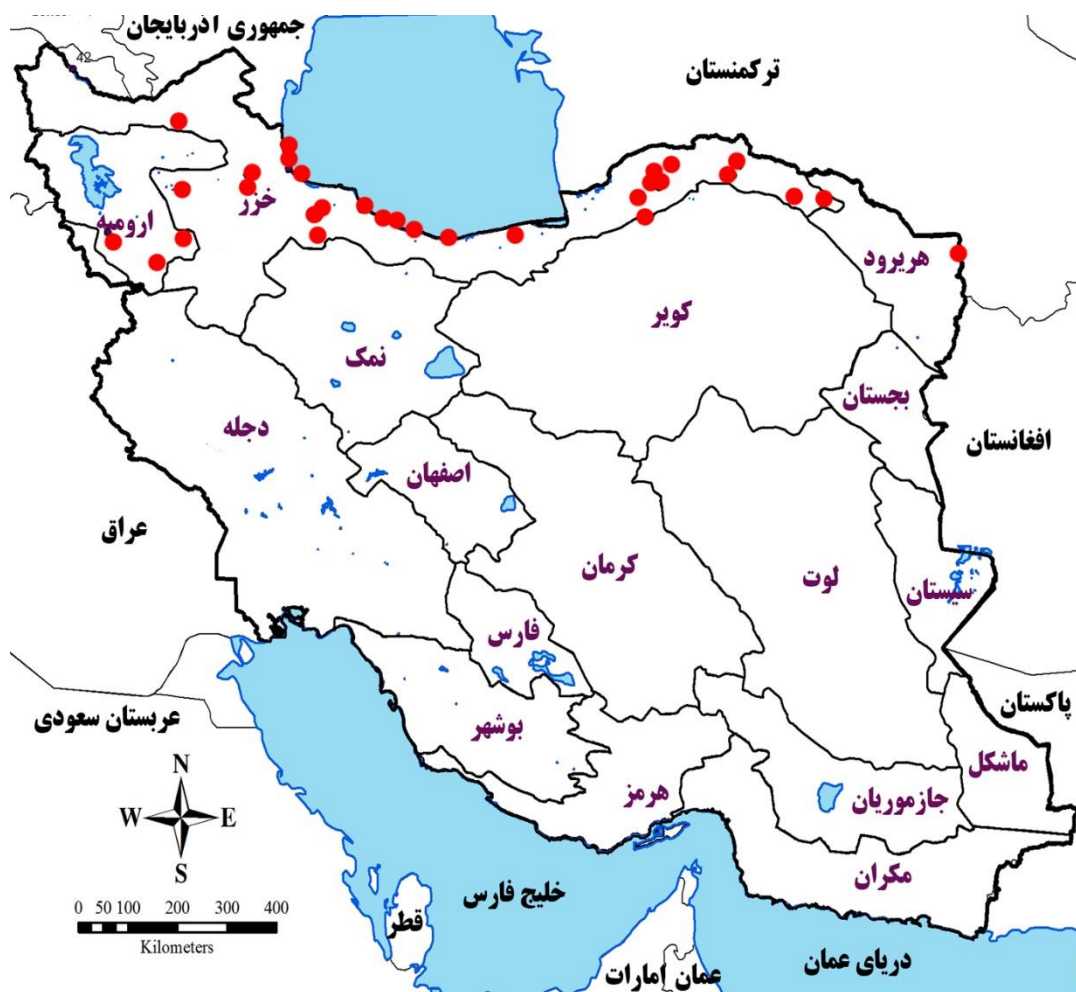 جمهوری آذربایجان
42
ترکمنستان
خزر
ارومیه
هریرود
کویر
نمک
بجستان
دجله
افغانستان
اصفهان
عراق
کرمان
لوت
سیستان
فارس
پاکستان
عربستان سعودی
بوشهر
ماشکل
هرمز
جازموریان
N
W E
S
مکران
خلیج فارس
0 50 100 200 300 400
Kilometers
قطر
دریای عمان
عمان امارات